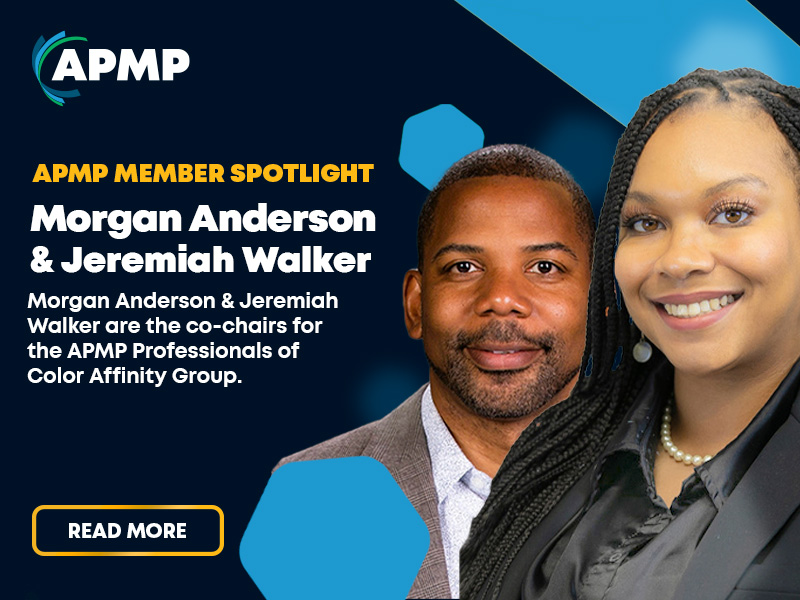 APMP
APMP MEMBER SPOTLIGHT
Morgan Anderson
& Jeremiah Walker
Morgan Anderson & Jeremiah
Walker are the co-chairs for
the APMP Professionals of
Color Affinity Group.
READ MORE